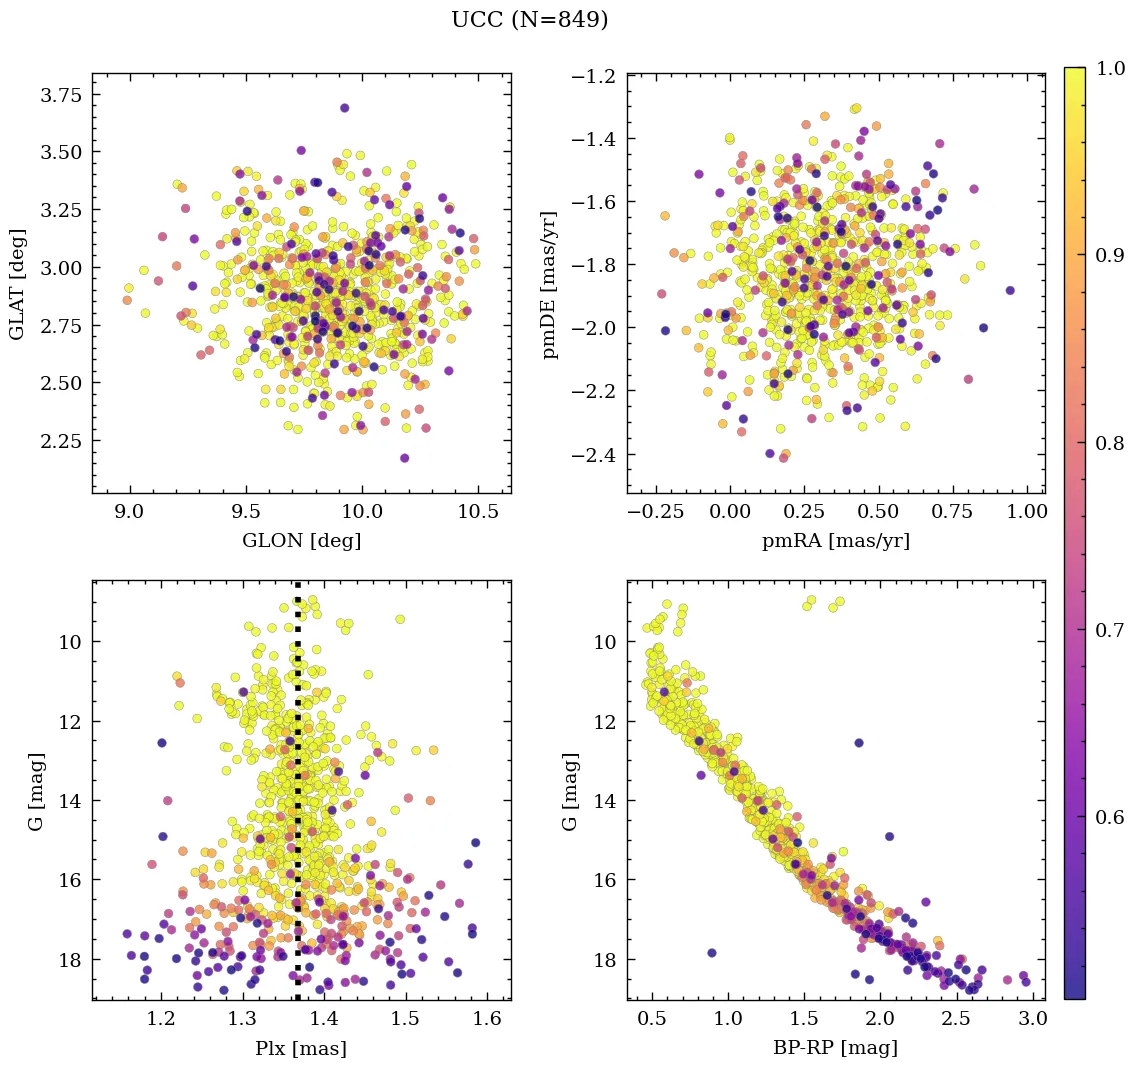 UCC (N=849)
3.75
3.50
3.25
3.00
2.75
2.50
2.25
GLAT [deg]
9.0 9.5 10.0 10.5
GLON [deg]
−1.2
−1.4
−1.6
−1.8
−2.0
−2.2
−2.4
pmDE [mas/yr]
−0.25 0.00 0.25 0.50 0.75 1.00
pmRA [mas/yr]
1.0
0.9
0.8
0.7
0.6
10
12
14
16
18
G [mag]
1.2 1.3 1.4 1.5 1.6
Plx [mas]
10
12
14
16
18
G [mag]
0.5 1.0 1.5 2.0 2.5 3.0
BP-RP [mag]